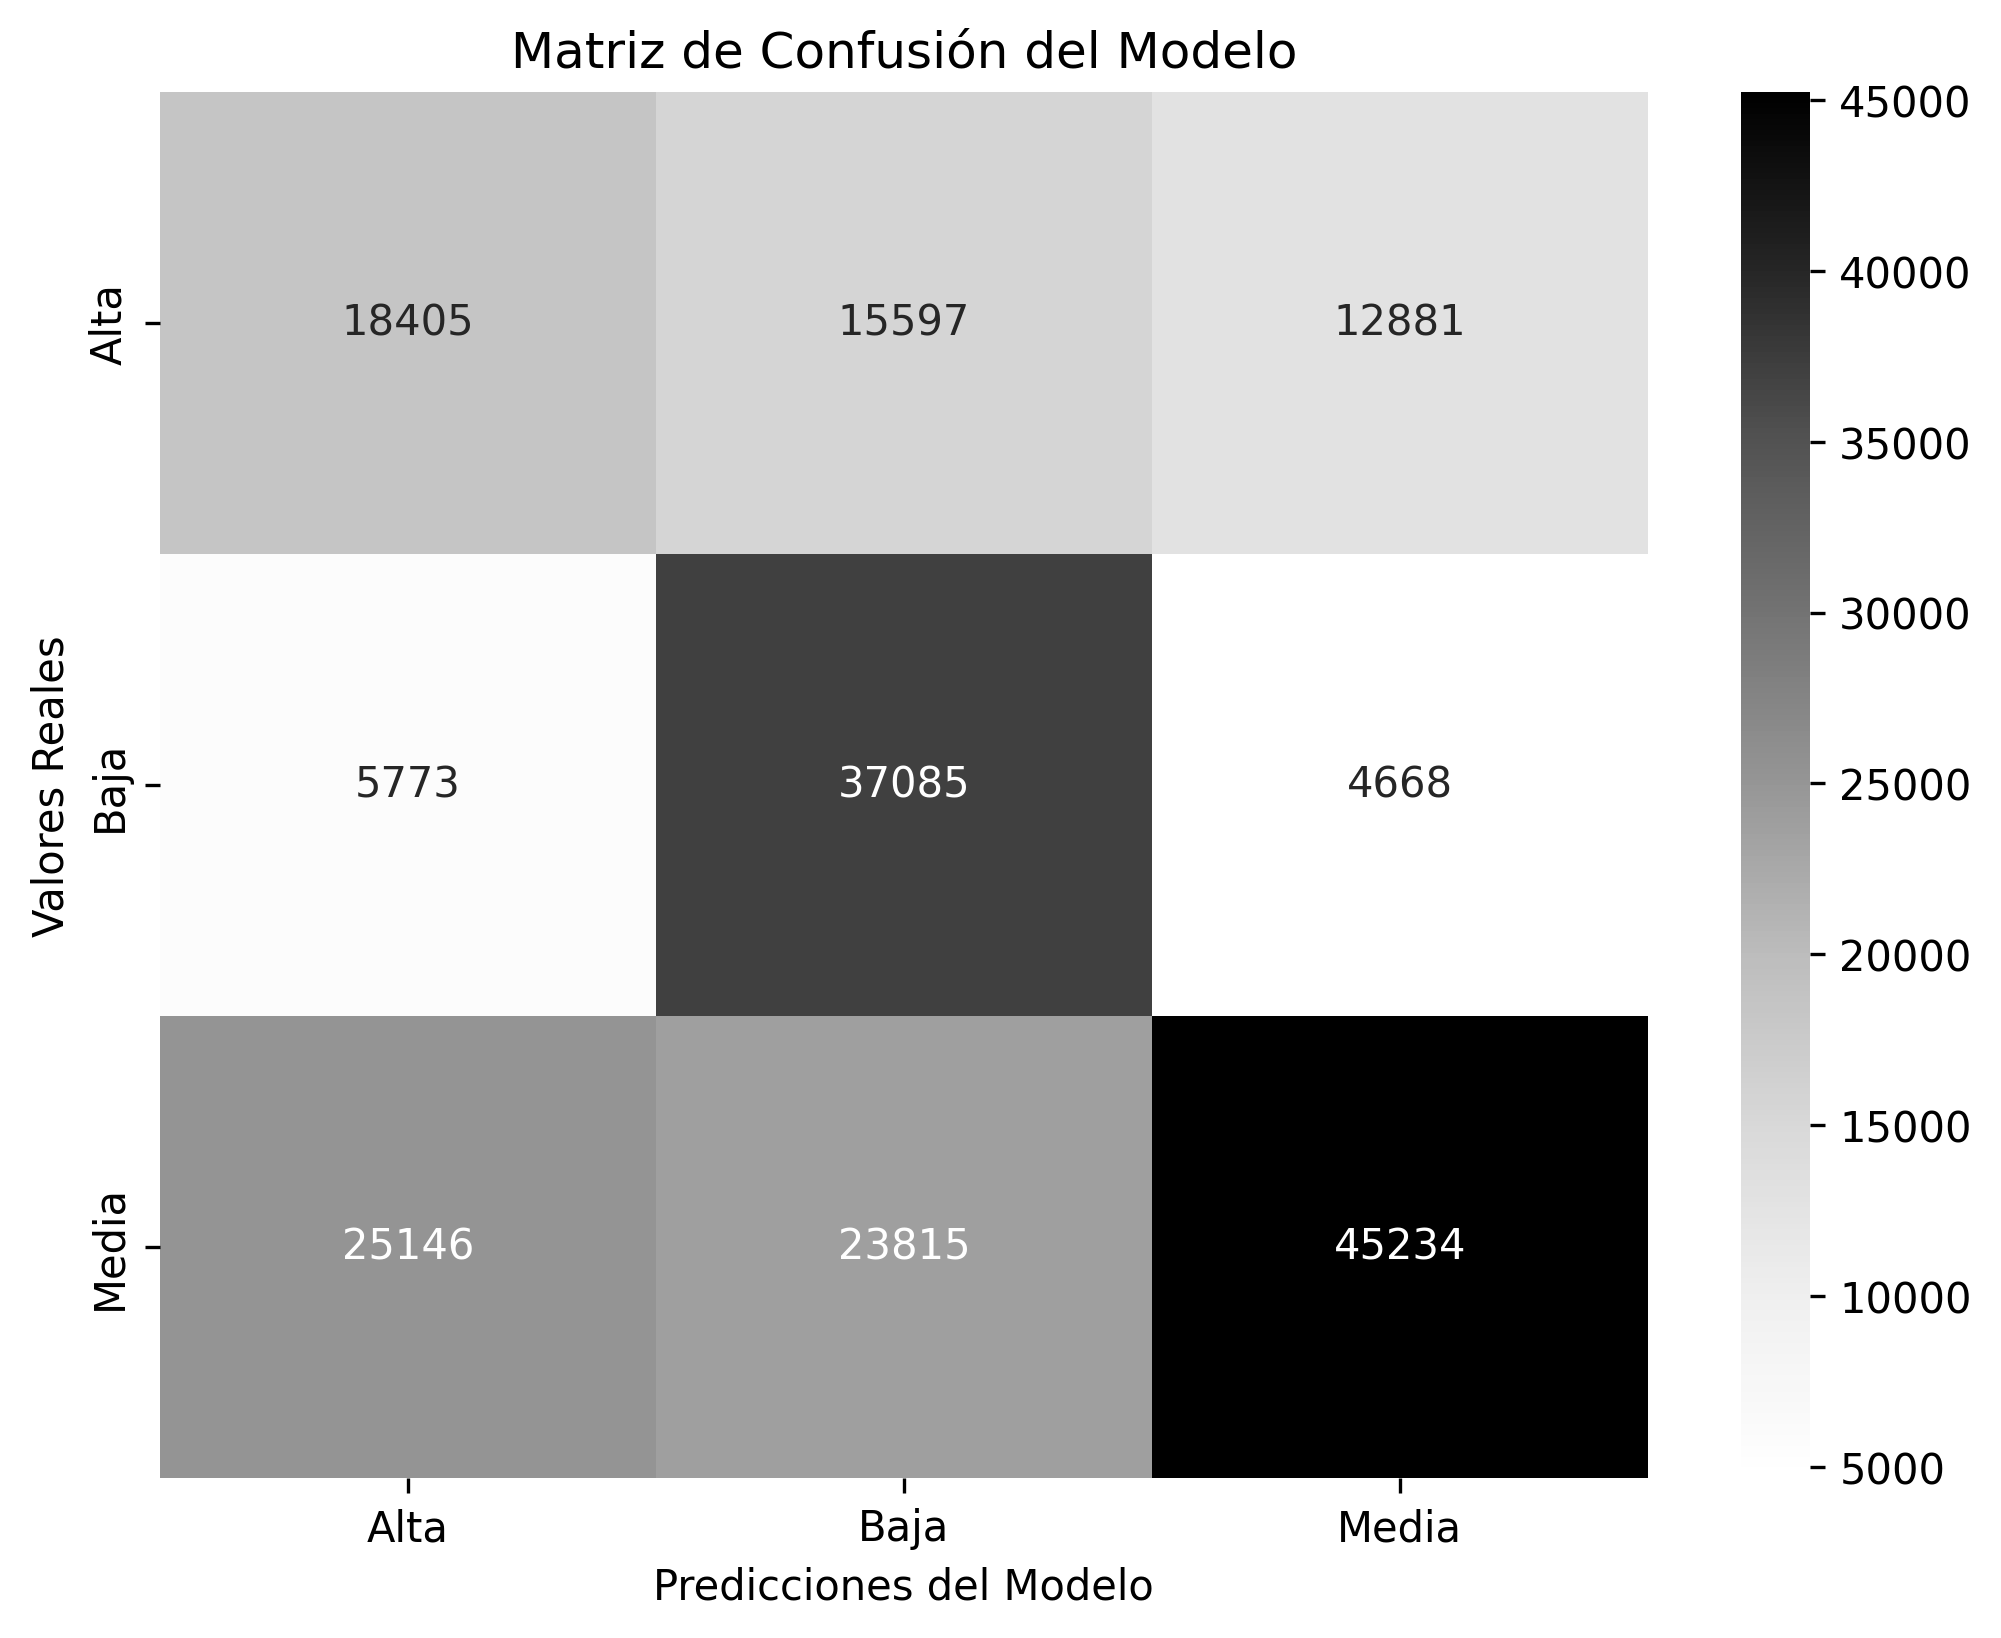 Matriz de Confusión del Modelo
Valores Reales
Alta
18405 15597 12881
Baja
5773 37085 4668
Media
25146 23815 45234
Alta Baja Media
Predicciones del Modelo
45000
40000
35000
30000
25000
20000
15000
10000
5000